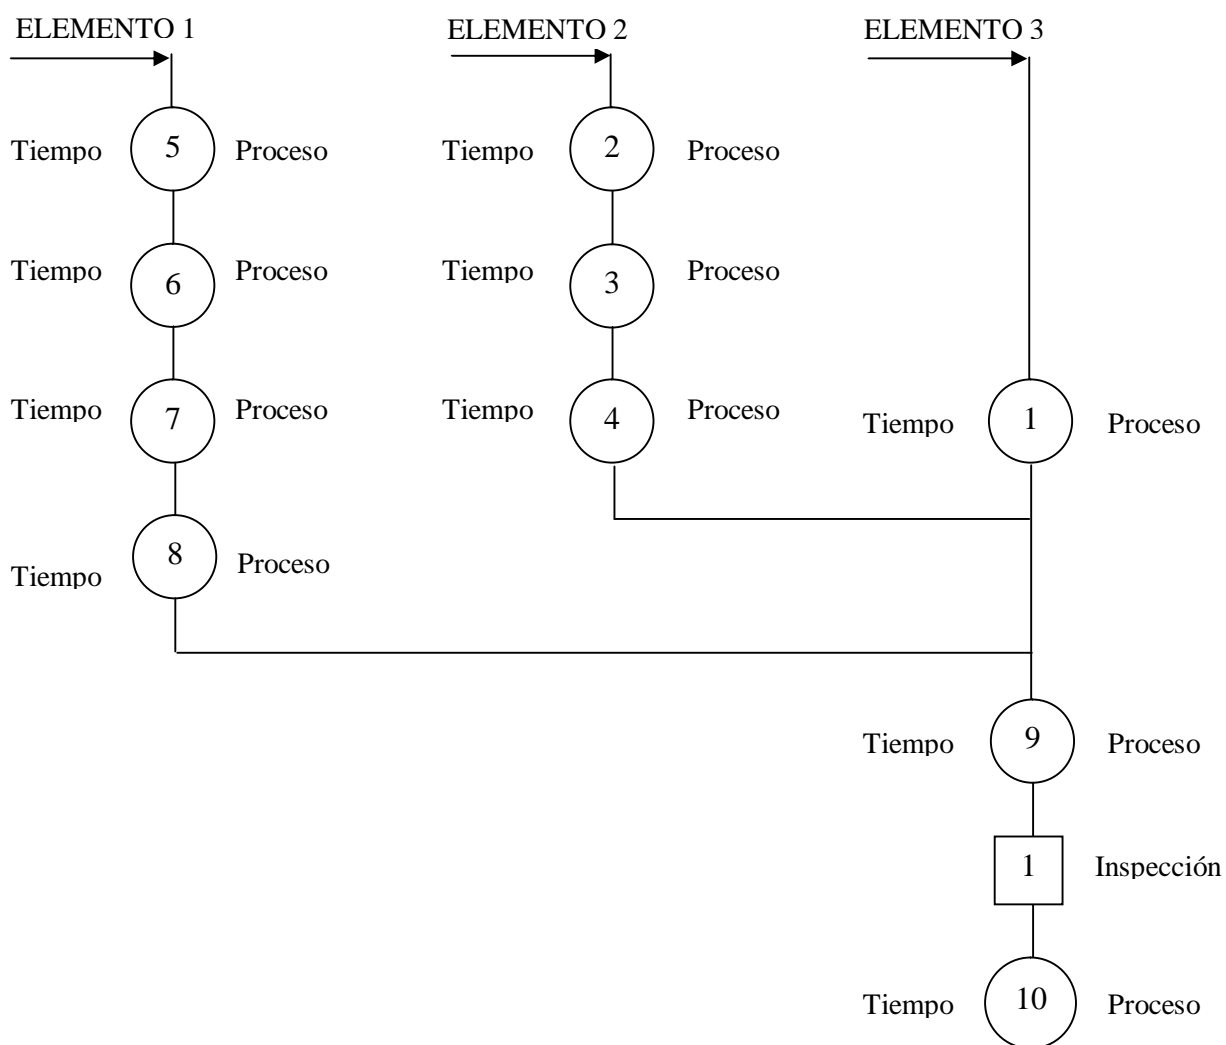 ELEMENTO 1 ELEMENTO 2 ELEMENTO 3
Tiempo 5 Proceso Tiempo 2 Proceso
Tiempo 6 Proceso Tiempo 3 Proceso
Tiempo 7 Proceso Tiempo 4 Proceso Tiempo 1 Proceso
Tiempo 8 Proceso
Tiempo 9 Proceso
1 Inspección
Tiempo 10 Proceso